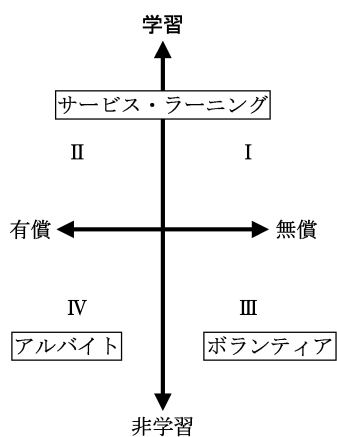 学習
サービス・ラーニング
Ⅱ
Ⅰ
有償
無償
Ⅳ
Ⅲ
アルバイト
ボランティア
非学習